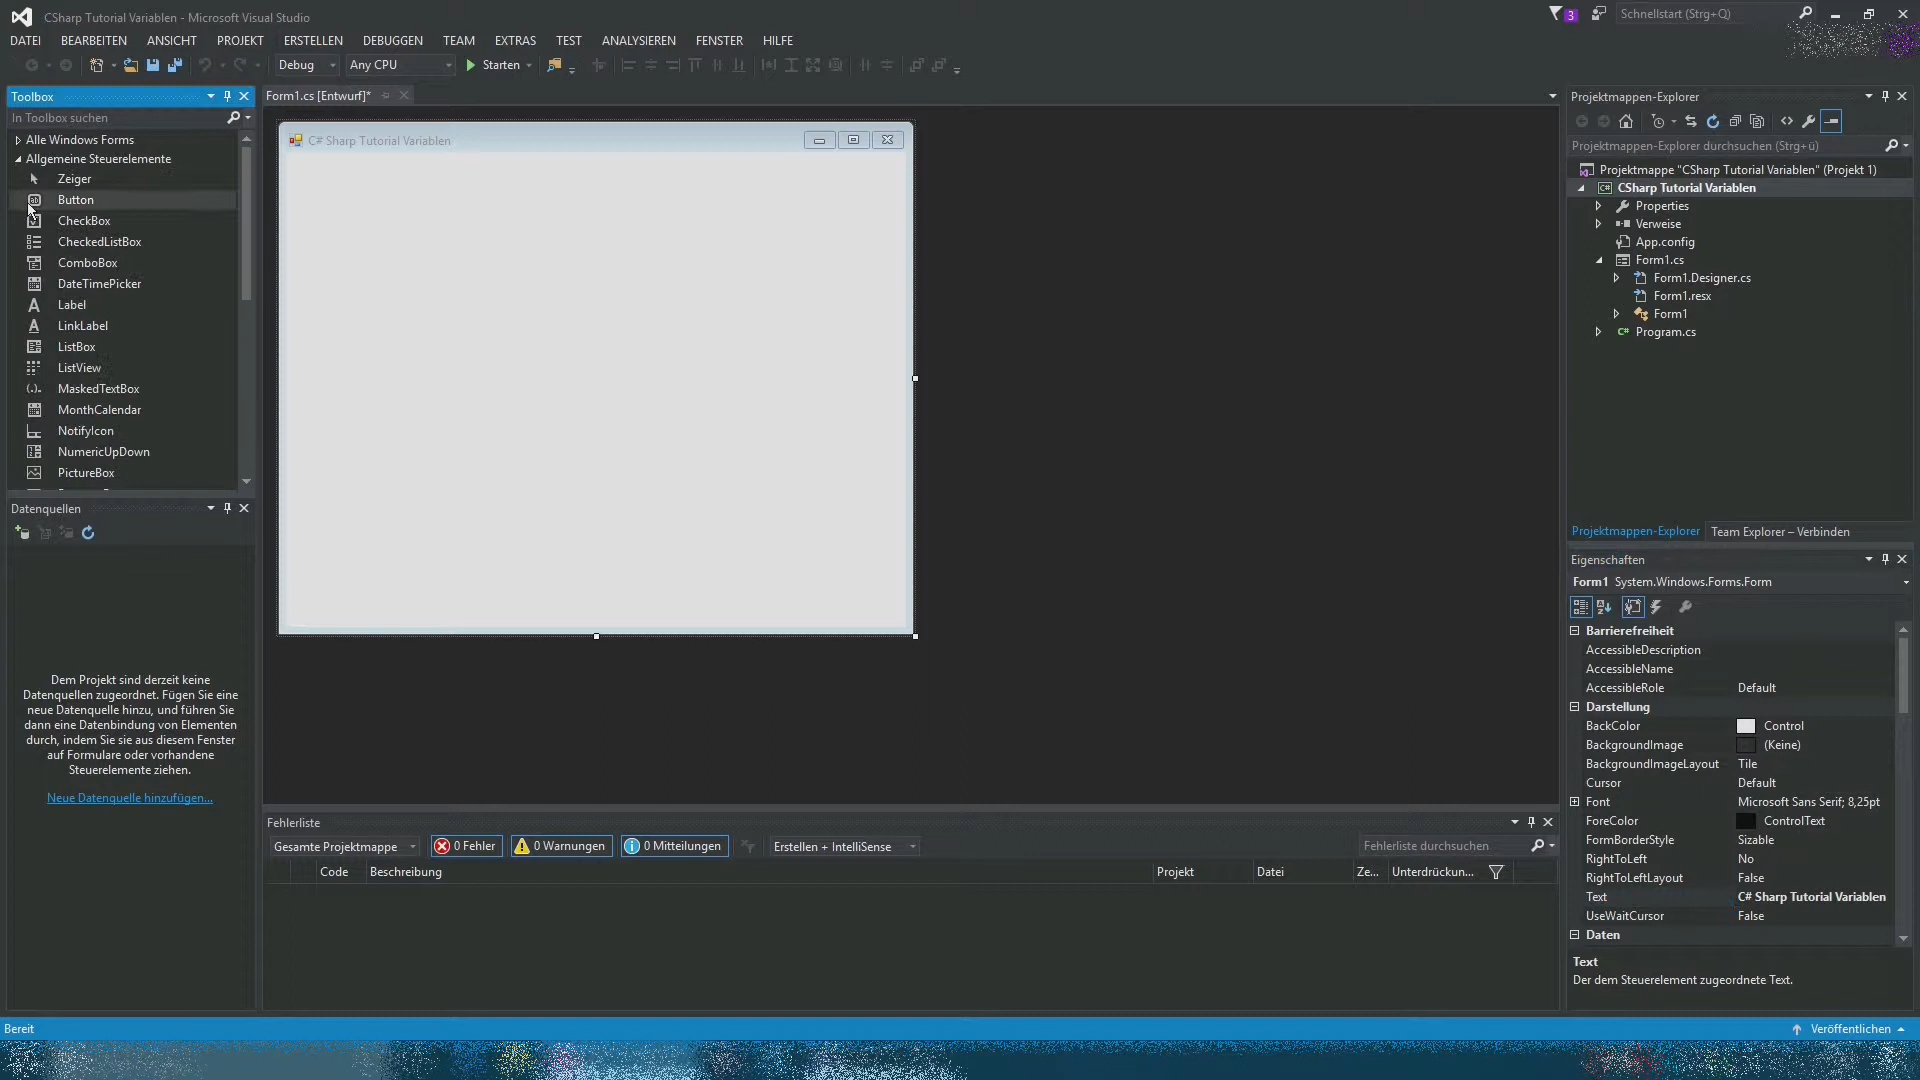 CSharp Tutorial Variablen - Microsoft Visual Studio
3
Schnellstart (Strg+Q)
DATEI BEARBEITEN ANSICHT PROJEKT ERSTELLEN DEBUGGEN TEAM EXTRAS TEST ANALYSIEREN FENSTER HILFE
Debug Any CPU Starten
Toolbox
In Toolbox suchen
Alle Windows Forms
Allgemeine Steuerelemente
Zeiger
Button
CheckBox
CheckedListBox
ComboBox
DateTimePicker
Label
LinkLabel
ListBox
ListView
MaskedTextBox
MonthCalendar
NotifyIcon
NumericUpDown
PictureBox
Datenquellen
Dem Projekt sind derzeit keine
Datenquellen zugeordnet. Fügen Sie eine
neue Datenquelle hinzu, und führen Sie
dann eine Datenbindung von Elementen
durch, indem Sie sie aus diesem Fenster
auf Formulare oder vorhandene
Steuerelemente ziehen.
Neue Datenquelle hinzufügen...
Form1.cs [Entwurf]*
C# Sharp Tutorial Variablen
Fehlerliste
Gesamte Projektmappe 0 Fehler 0 Warnungen 0 Mitteilungen Erstellen + IntelliSense Fehlerliste durchsuchen
Code Beschreibung Projekt Datei Ze... Unterdrückun...
Projektmappen-Explorer
Projektmappen-Explorer durchsuchen (Strg+ü)
Projektmappe "CSharp Tutorial Variablen" (Projekt 1)
C# CSharp Tutorial Variablen
Properties
Verweise
App.config
Form1.cs
Form1.Designer.cs
Form1.resx
Form1
C# Program.cs
Projektmappen-Explorer Team Explorer – Verbinden
Eigenschaften
Form1 System.Windows.Forms.Form
Barrierefreiheit
AccessibleDescription
AccessibleName
AccessibleRole Default
Darstellung
BackColor Control
BackgroundImage (Keine)
BackgroundImageLayout Tile
Cursor Default
Font Microsoft Sans Serif; 8,25pt
ForeColor ControlText
FormBorderStyle Sizable
RightToLeft No
RightToLeftLayout False
Text C# Sharp Tutorial Variablen
UseWaitCursor False
Daten
Text
Der dem Steuerelement zugeordnete Text.
Bereit
Veröffentlichen